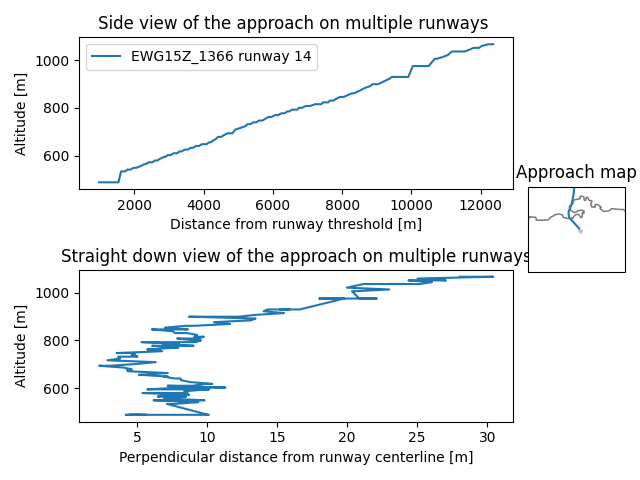 Side view of the approach on multiple runways
Altitude [m]
1000
800
600
EWG15Z_1366 runway 14
2000 4000 6000 8000 10000 12000
Distance from runway threshold [m]
Approach map
Straight down view of the approach on multiple runways
Altitude [m]
1000
800
600
5 10 15 20 25 30
Perpendicular distance from runway centerline [m]